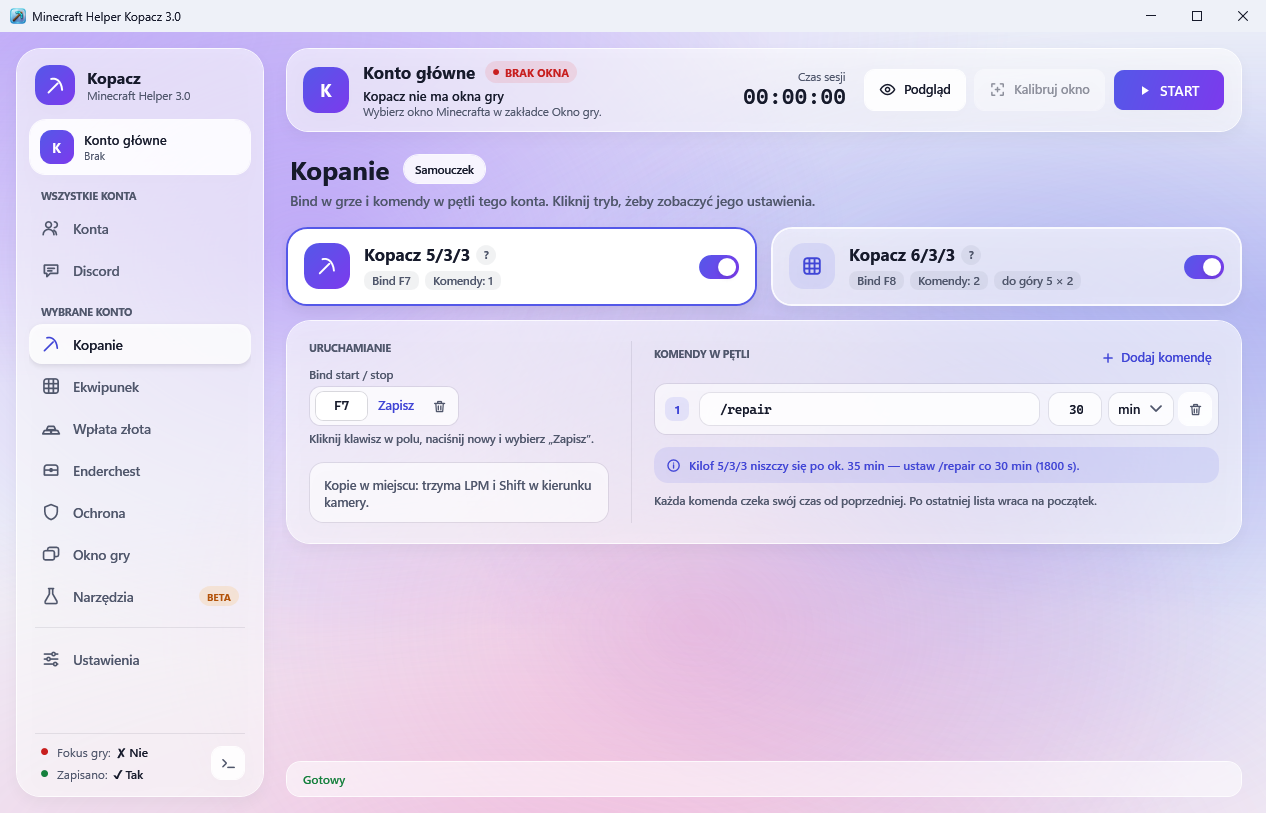 Minecraft Helper Kopacz 3.0
Kopacz
Minecraft Helper 3.0
K
Konto główne
Brak
WSZYSTKIE KONTA
Konta
Discord
WYBRANE KONTO
Kopanie
Ekwipunek
Wpłata złota
Enderchest
Ochrona
Okno gry
Narzędzia
BETA
Ustawienia
Fokus gry: ✗ Nie
Zapisano: ✓ Tak
K
Konto główne
BRAK OKNA
Kopacz nie ma okna gry
Wybierz okno Minecrafta w zakładce Okno gry.
Czas sesji
00:00:00
Podgląd
Kalibruj okno
START
Kopanie
Samouczek
Bind w grze i komendy w pętli tego konta. Kliknij tryb, żeby zobaczyć jego ustawienia.
Kopacz 5/3/3 ?
Bind F7
Komendy: 1
Kopacz 6/3/3 ?
Bind F8
Komendy: 2
do góry 5 × 2
URUCHAMIANIE
Bind start / stop
F7
Zapisz
Kliknij klawisz w polu, naciśnij nowy i wybierz „Zapisz”.
Kopie w miejscu: trzyma LPM i Shift w kierunku
kamery.
KOMENDY W PĘTLI
+ Dodaj komendę
1
/repair
30
min
Kilof 5/3/3 niszczy się po ok. 35 min — ustaw /repair co 30 min (1800 s).
Każda komenda czeka swój czas od poprzedniej. Po ostatniej lista wraca na początek.
Gotowy